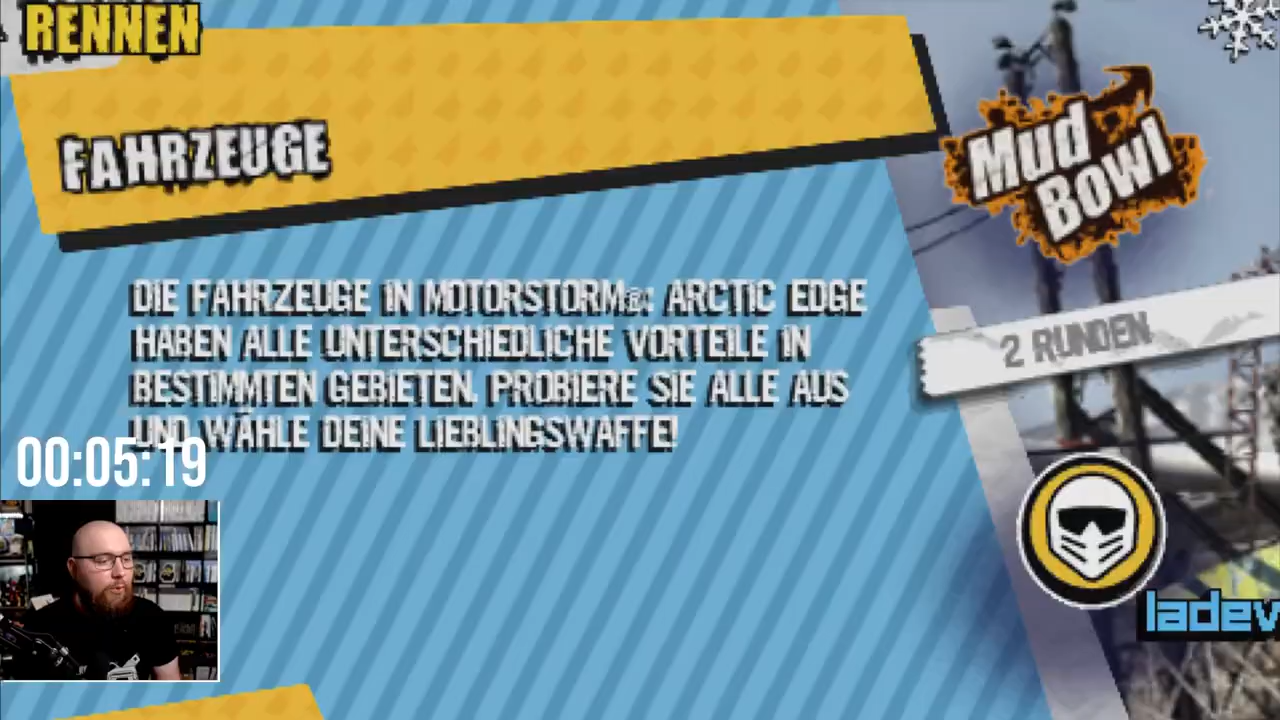 RENNEN
FAHRZEUGE
Mud
Bowl
DIE FAHRZEUGE IN MOTORSTORM®: ARCTIC EDGE
HABEN ALLE UNTERSCHIEDLICHE VORTEILE IN
BESTIMMTEN GEBIETEN. PROBIERE SIE ALLE AUS
UND WÄHLE DEINE LIEBLINGSWAFFE!
2 RUNDEN
00:05:19
ladev